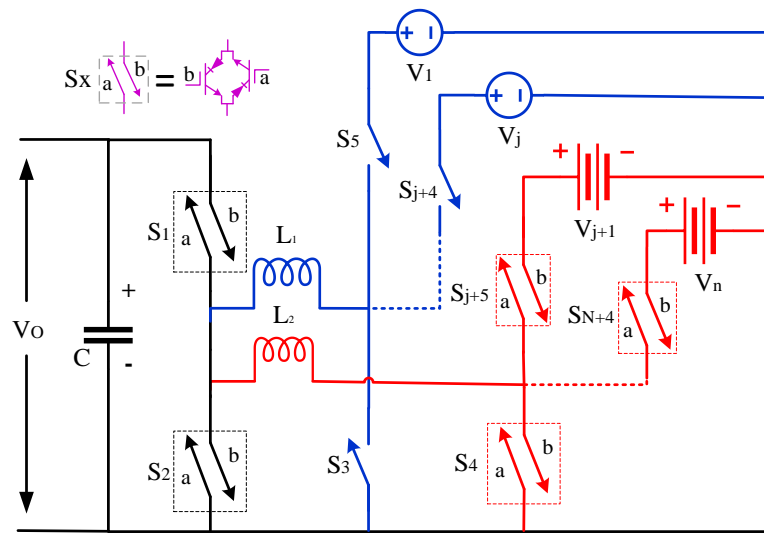 + - V1
+ - Vj
Sx a b = b a
S5
Sj+4
+ -
Vj+1
+ -
Vn
S1 a b
L1
Sj+5 a b
SN+4 a b
+
VO
C
-
L2
S2 a b
S3
S4 a b